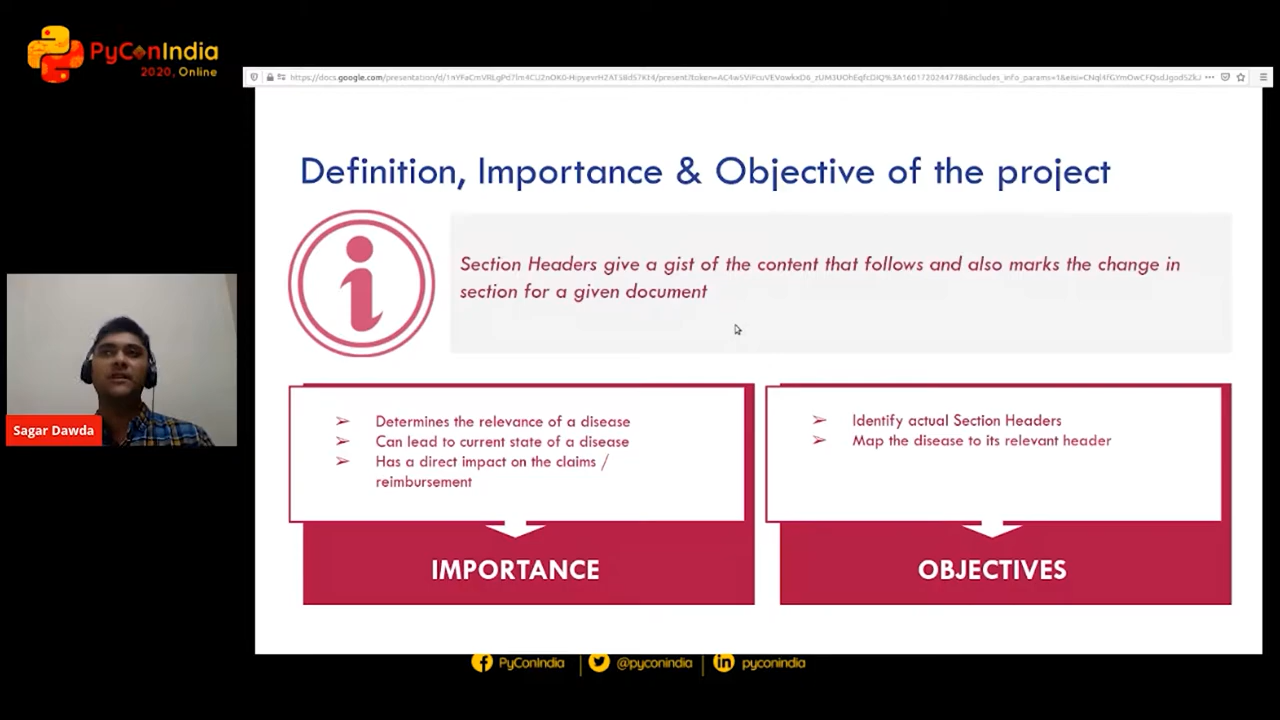 PyConIndia
2020, Online
Definition, Importance & Objective of the project
Section Headers give a gist of the content that follows and also marks the change in
section for a given document
Sagar Dawda
Determines the relevance of a disease
Can lead to current state of a disease
Has a direct impact on the claims /
reimbursement
IMPORTANCE
Identify actual Section Headers
Map the disease to its relevant header
OBJECTIVES
PyConIndia
@pyconindia
pyconindia